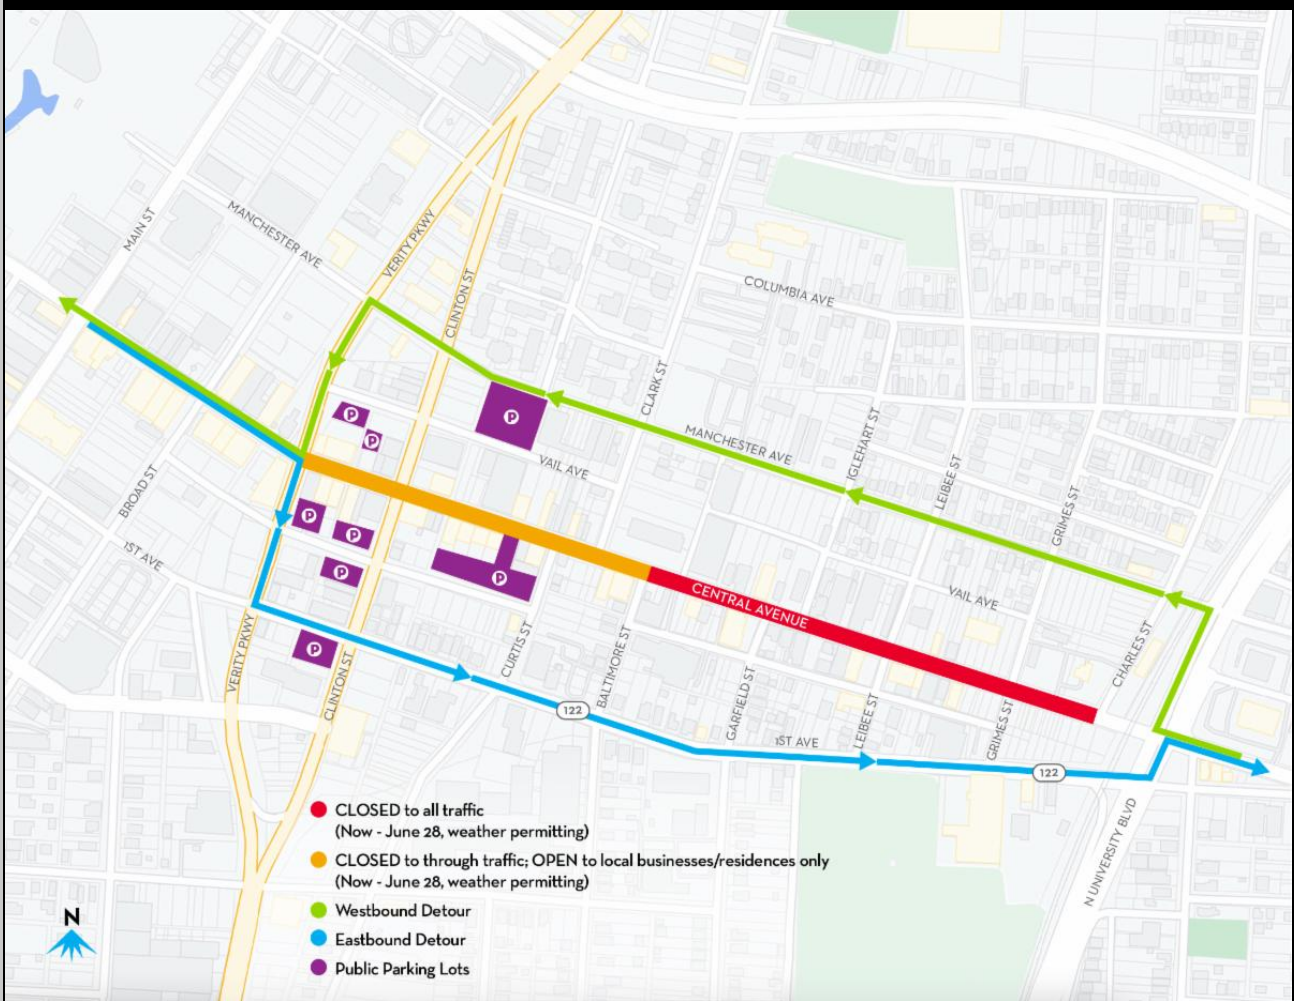 MAIN ST
MANCHESTER AVE
VERITY PKWY
CLINTON ST
COLUMBIA AVE
CLARK ST
IGLEHART ST
P
P
P
MANCHESTER AVE
VAIL AVE
LEIBEE ST
GRIMES ST
BROAD ST
P
P
1ST AVE
P
P
CENTRAL AVENUE
VAIL AVE
VERITY PKWY
P
CLINTON ST
CURTIS ST
BALTIMORE ST
CHARLES ST
GARFIELD ST
122
LEIBEE ST
GRIMES ST
1ST AVE
122
N UNIVERSITY BLVD
CLOSED to all traffic
(Now - June 28, weather permitting)
CLOSED to through traffic; OPEN to local businesses/residences only
(Now - June 28, weather permitting)
Westbound Detour
Eastbound Detour
Public Parking Lots
N